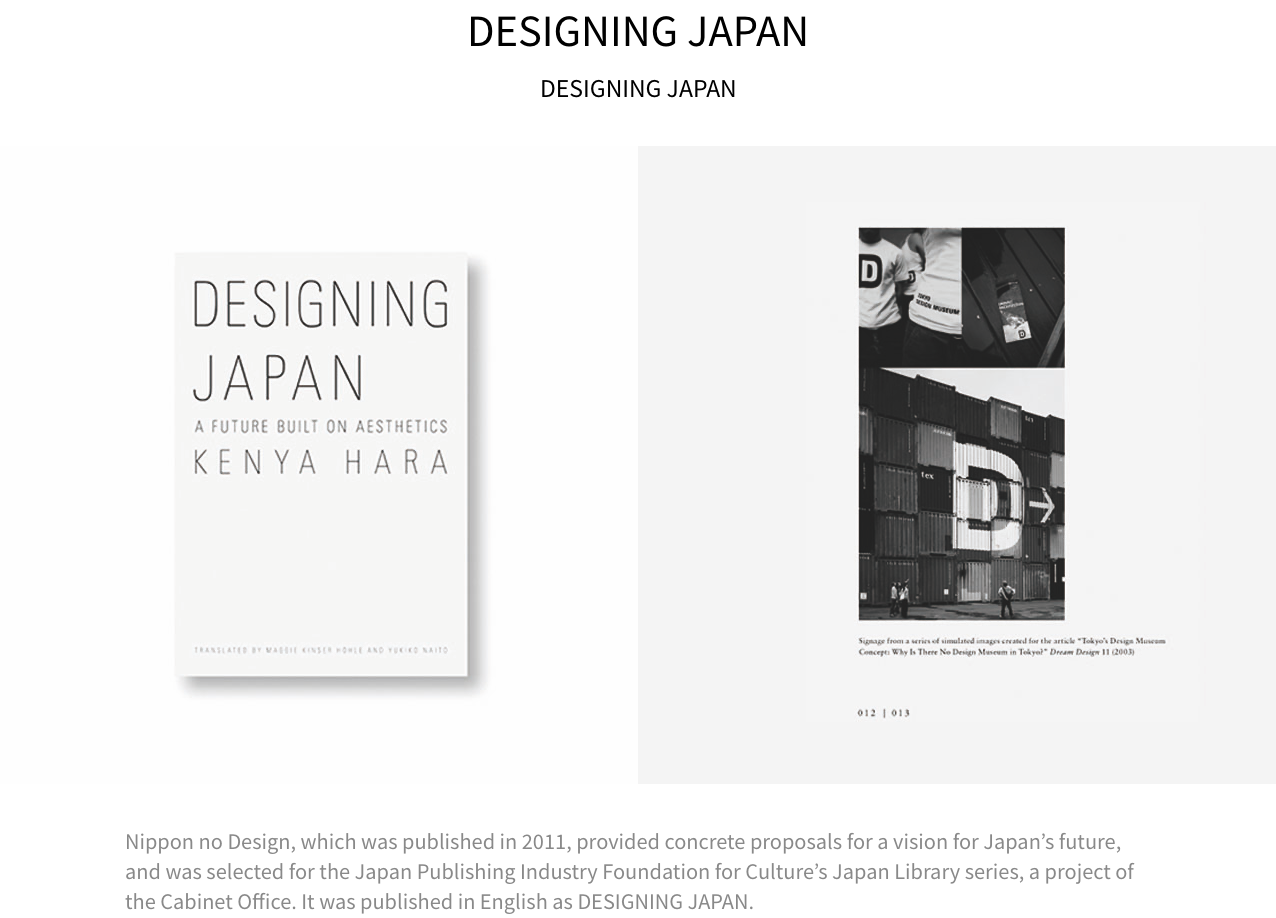 DESIGNING JAPAN
DESIGNING JAPAN
DESIGNING
JAPAN
A FUTURE BUILT ON AESTHETICS
KENYA HARA
TRANSLATED BY MAGGIE KINSER HOHLE AND YUKIKO NAITO
D
TOKYO
DESIGN MUSEUM
D
tex
D→
Signage from a series of simulated images created for the article “Tokyo’s Design Museum
Concept: Why Is There No Design Museum in Tokyo?” Dream Design 11 (2003)
012 | 013
Nippon no Design, which was published in 2011, provided concrete proposals for a vision for Japan’s future,
and was selected for the Japan Publishing Industry Foundation for Culture’s Japan Library series, a project of
the Cabinet Office. It was published in English as DESIGNING JAPAN.